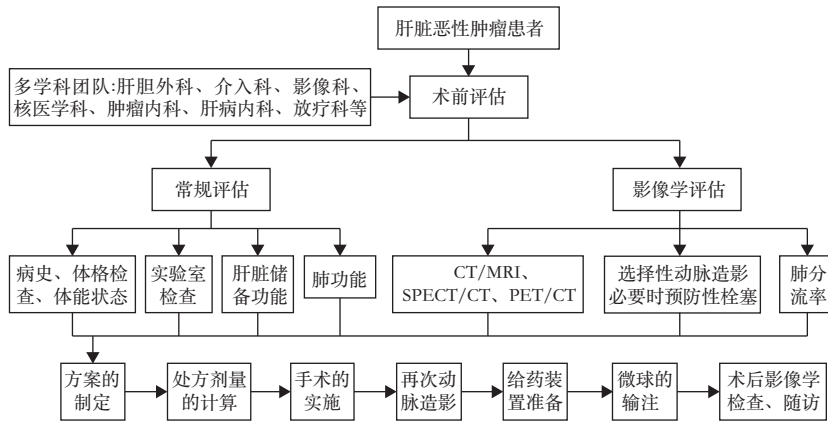 肝脏恶性肿瘤患者
多学科团队:肝胆外科、介入科、影像科、
核医学科、肿瘤内科、肝病内科、放疗科等
术前评估
常规评估
影像学评估
病史、体格检
查、体能状态
实验室
检查
肝脏储
备功能
肺功能
CT/MRI、
SPECT/CT、PET/CT
选择性动脉造影
必要时预防性栓塞
肺分
流率
方案的
制定
处方剂量
的计算
手术的
实施
再次动
脉造影
给药装
置准备
微球的
输注
术后影像学
检查、随访